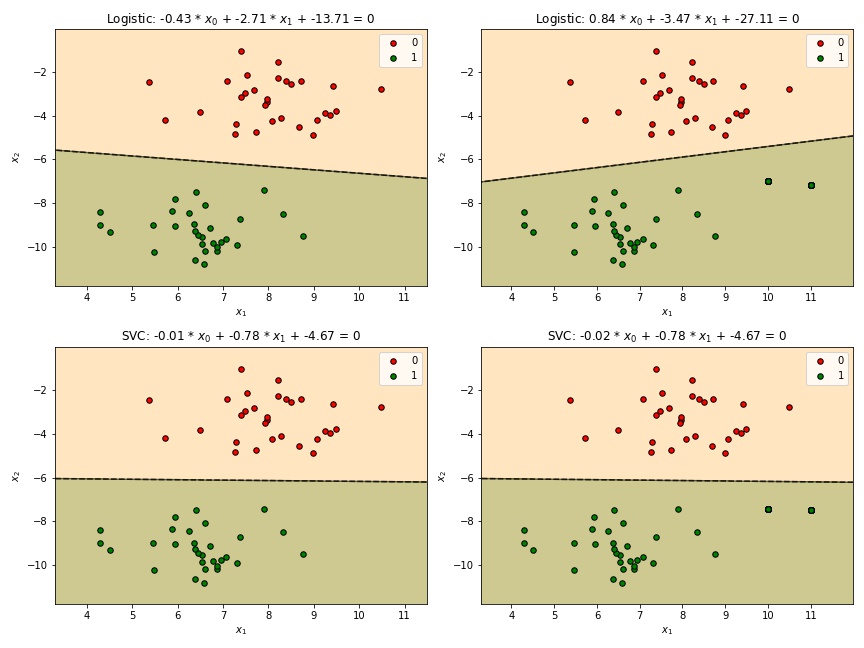 Logistic: -0.43 * x₀ + -2.71 * x₁ + -13.71 = 0
0
1
−2
−4
−6
−8
−10
x₂
4 5 6 7 8 9 10 11
x₁
Logistic: 0.84 * x₀ + -3.47 * x₁ + -27.11 = 0
0
1
−2
−4
−6
−8
−10
x₂
4 5 6 7 8 9 10 11
x₁
SVC: -0.01 * x₀ + -0.78 * x₁ + -4.67 = 0
0
1
−2
−4
−6
−8
−10
x₂
4 5 6 7 8 9 10 11
x₁
SVC: -0.02 * x₀ + -0.78 * x₁ + -4.67 = 0
0
1
−2
−4
−6
−8
−10
x₂
4 5 6 7 8 9 10 11
x₁